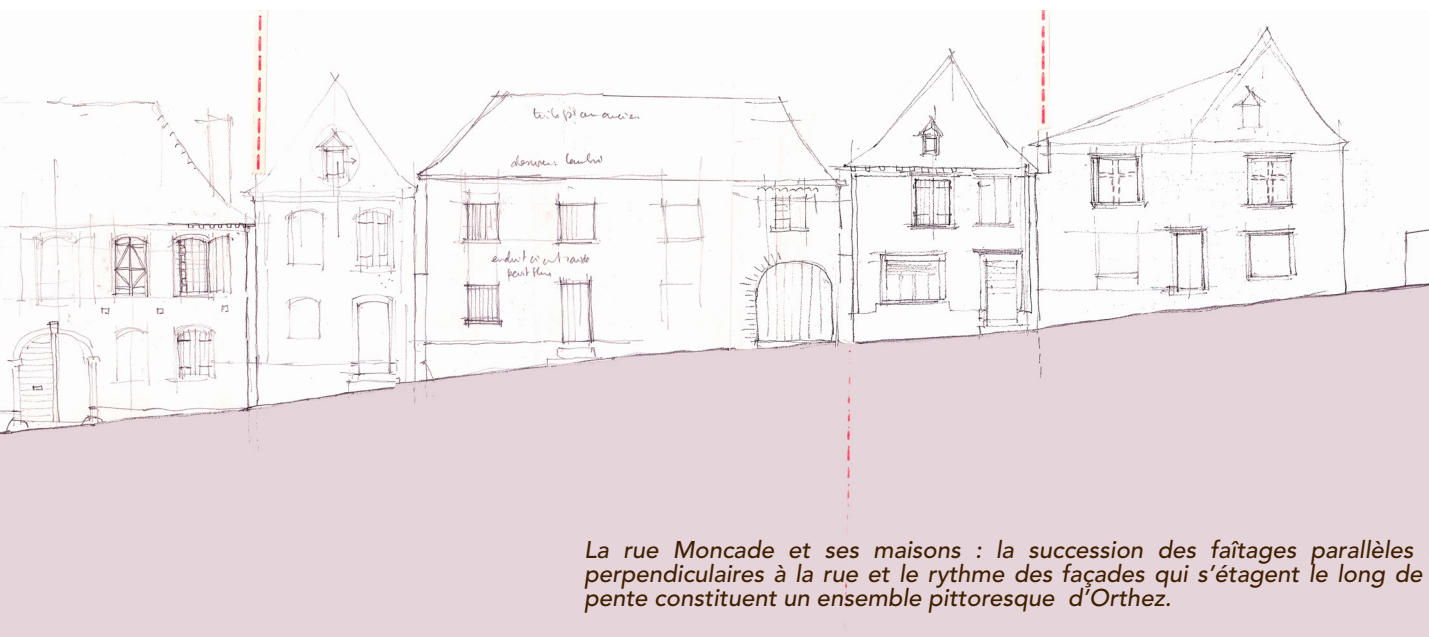 La rue Moncade et ses maisons : la succession des faîtages parallèles
perpendiculaires à la rue et le rythme des façades qui s'étagent le long de
pente constituent un ensemble pittoresque d'Orthez.